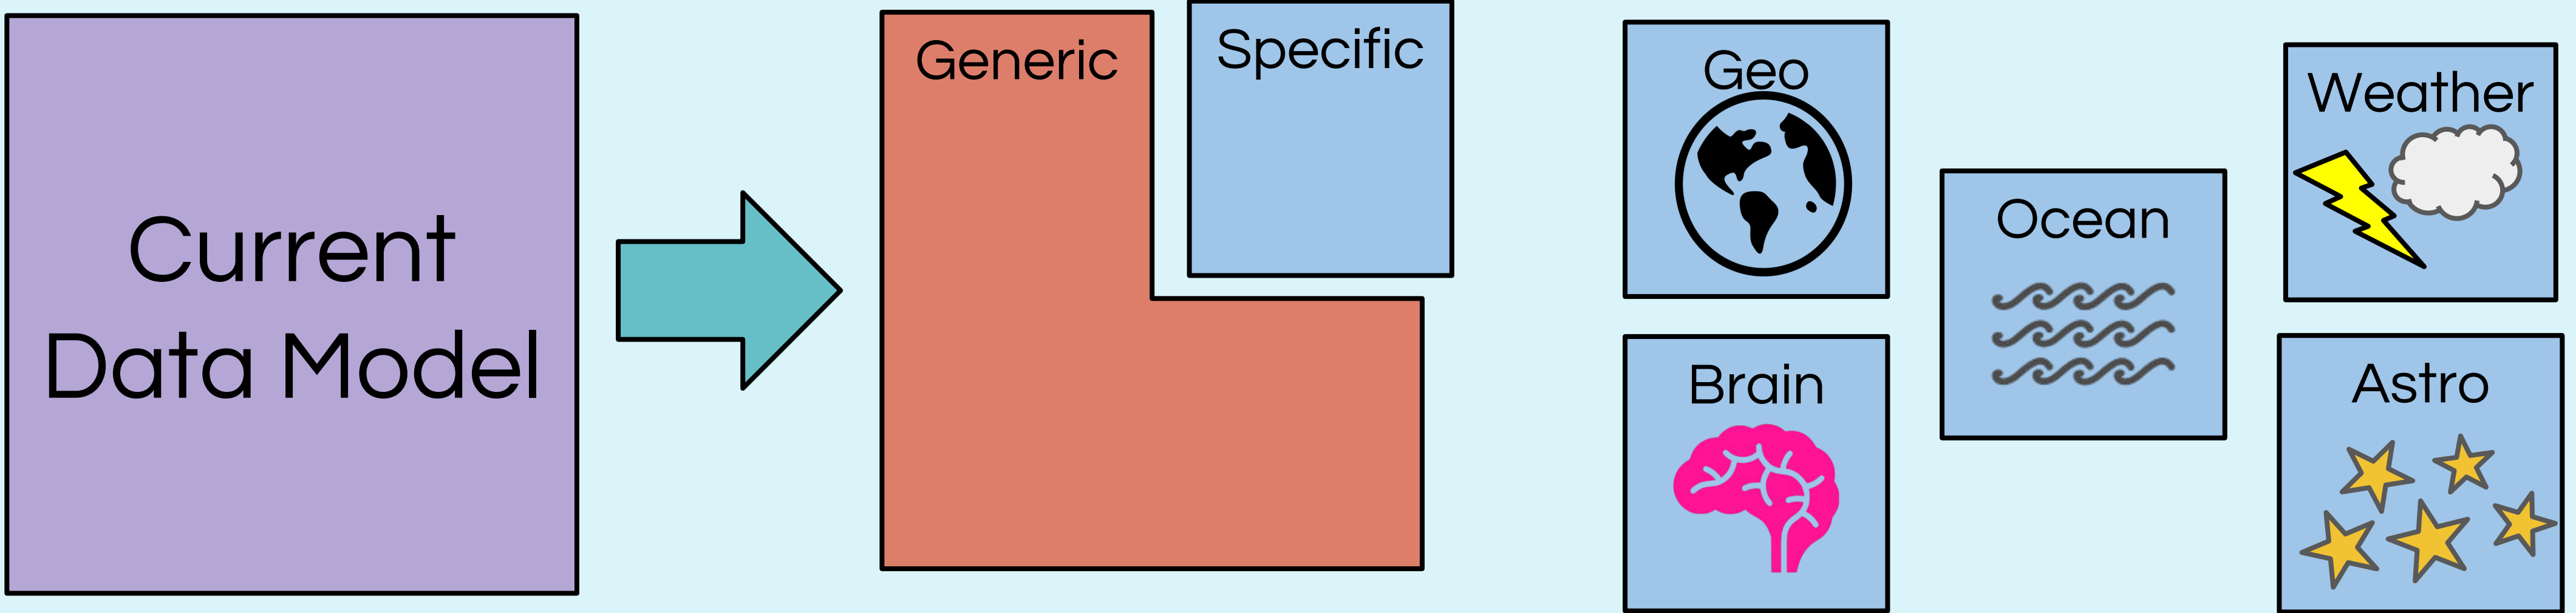 Current
Data Model
Generic
Specific
Geo
Brain
Ocean
Weather
Astro